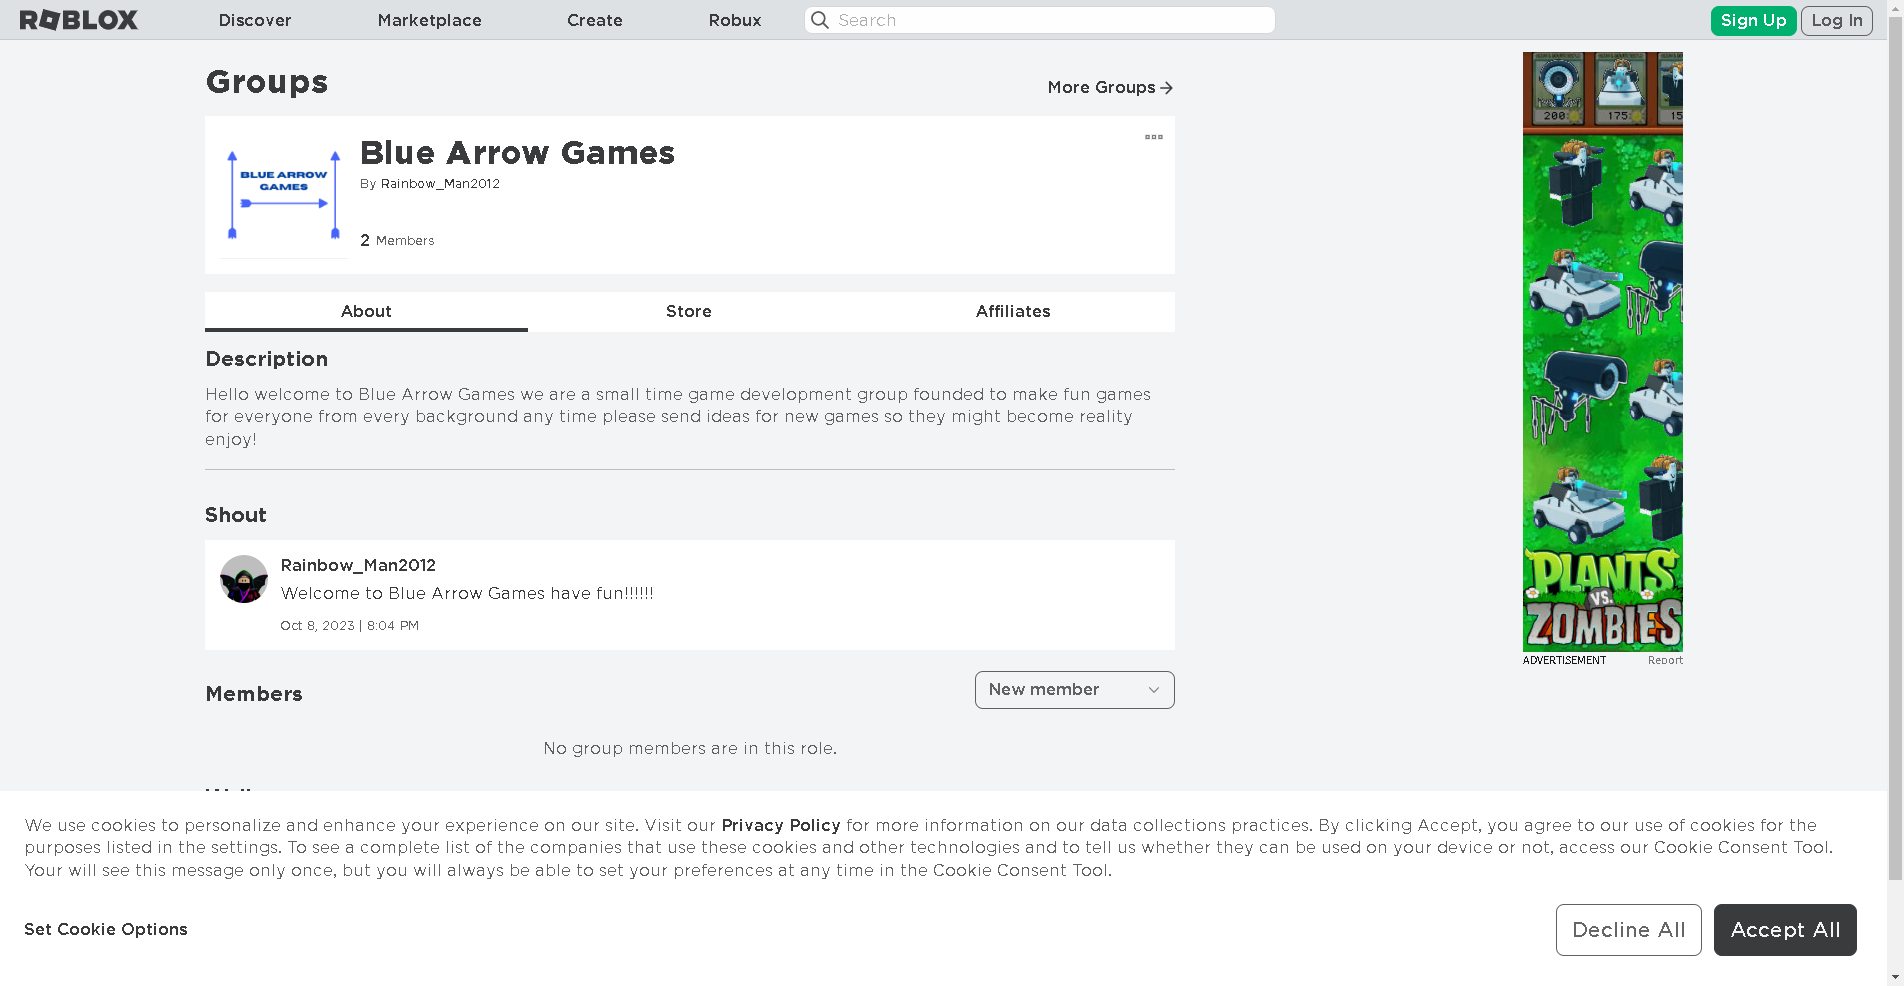 ROBLOX Discover Marketplace Create Robux Search Sign Up Log In
Groups
More Groups
Blue Arrow Games
By Rainbow_Man2012
BLUE ARROW
GAMES
2 Members
About Store Affiliates
Description
Hello welcome to Blue Arrow Games we are a small time game development group founded to make fun games
for everyone from every background any time please send ideas for new games so they might become reality
enjoy!
Shout
Rainbow_Man2012
Welcome to Blue Arrow Games have fun!!!!!!
Oct 8, 2023 | 8:04 PM
Members
New member
No group members are in this role.
200 175 15
PLANTS
VS.
ZOMBIES
ADVERTISEMENT Report
We use cookies to personalize and enhance your experience on our site. Visit our Privacy Policy for more information on our data collections practices. By clicking Accept, you agree to our use of cookies for the
purposes listed in the settings. To see a complete list of the companies that use these cookies and other technologies and to tell us whether they can be used on your device or not, access our Cookie Consent Tool.
Your will see this message only once, but you will always be able to set your preferences at any time in the Cookie Consent Tool.
Set Cookie Options
Decline All
Accept All